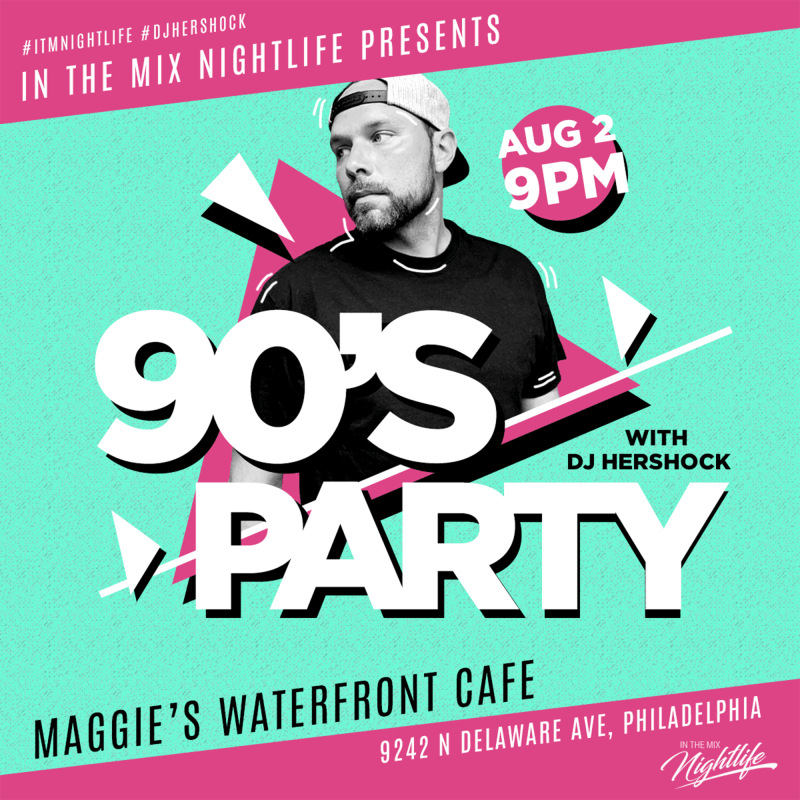 #ITMNIGHTLIFE #DJHERSHOCK
IN THE MIX NIGHTLIFE PRESENTS
AUG 2
9PM
90'S
WITH
DJ HERSHOCK
PARTY
MAGGIE'S WATERFRONT CAFE
9242 N DELAWARE AVE, PHILADELPHIA
IN THE MIX
Nightlife